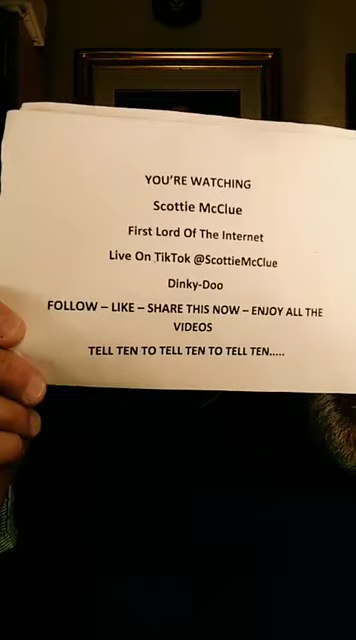 YOU'RE WATCHING
Scottie McClue
First Lord Of The Internet
Live On TikTok @ScottieMcClue
Dinky-Doo
FOLLOW – LIKE – SHARE THIS NOW – ENJOY ALL THE
VIDEOS
TELL TEN TO TELL TEN TO TELL TEN.....